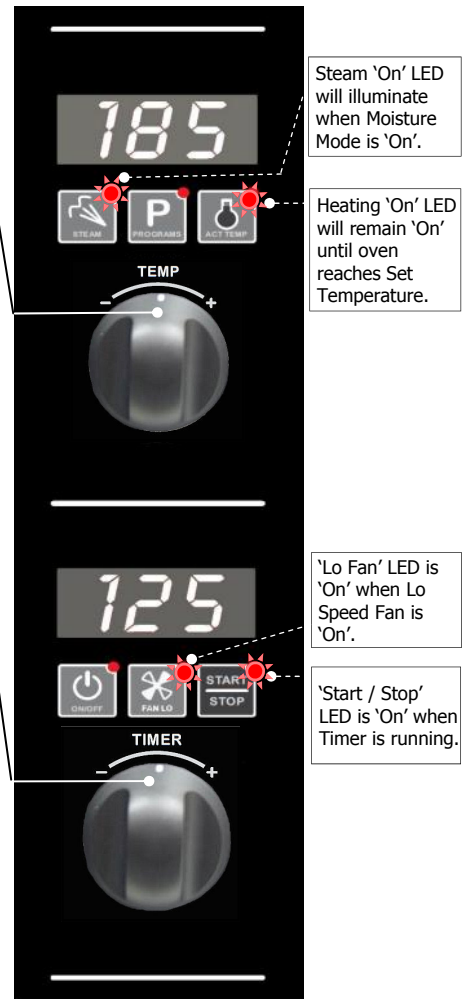 185
Steam 'On' LED
will illuminate
when Moisture
Mode is 'On'.
STEAM
P
PROGRAMS
ACT TEMP
Heating 'On' LED
will remain 'On'
until oven
reaches Set
Temperature.
TEMP
− +
125
'Lo Fan' LED is
'On' when Lo
Speed Fan is
'On'.
ON/OFF
FAN LO
START
STOP
'Start / Stop'
LED is 'On' when
Timer is running.
TIMER
− +